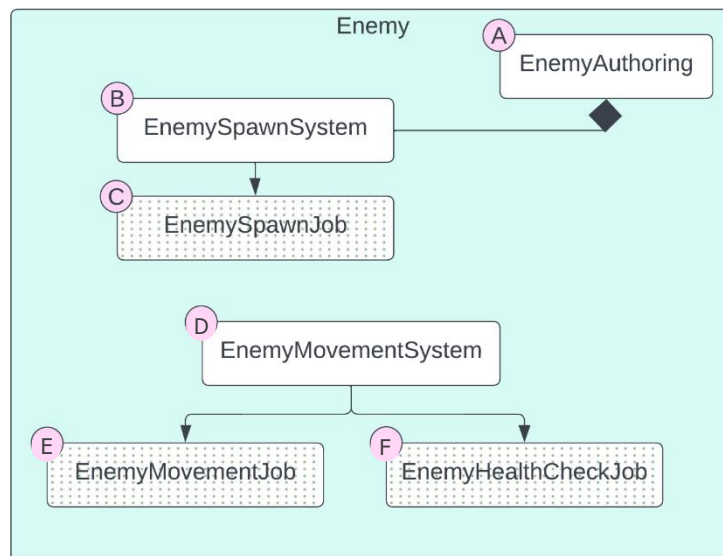 Enemy
A
EnemyAuthoring
B
EnemySpawnSystem
C
EnemySpawnJob
D
EnemyMovementSystem
E
EnemyMovementJob
F
EnemyHealthCheckJob